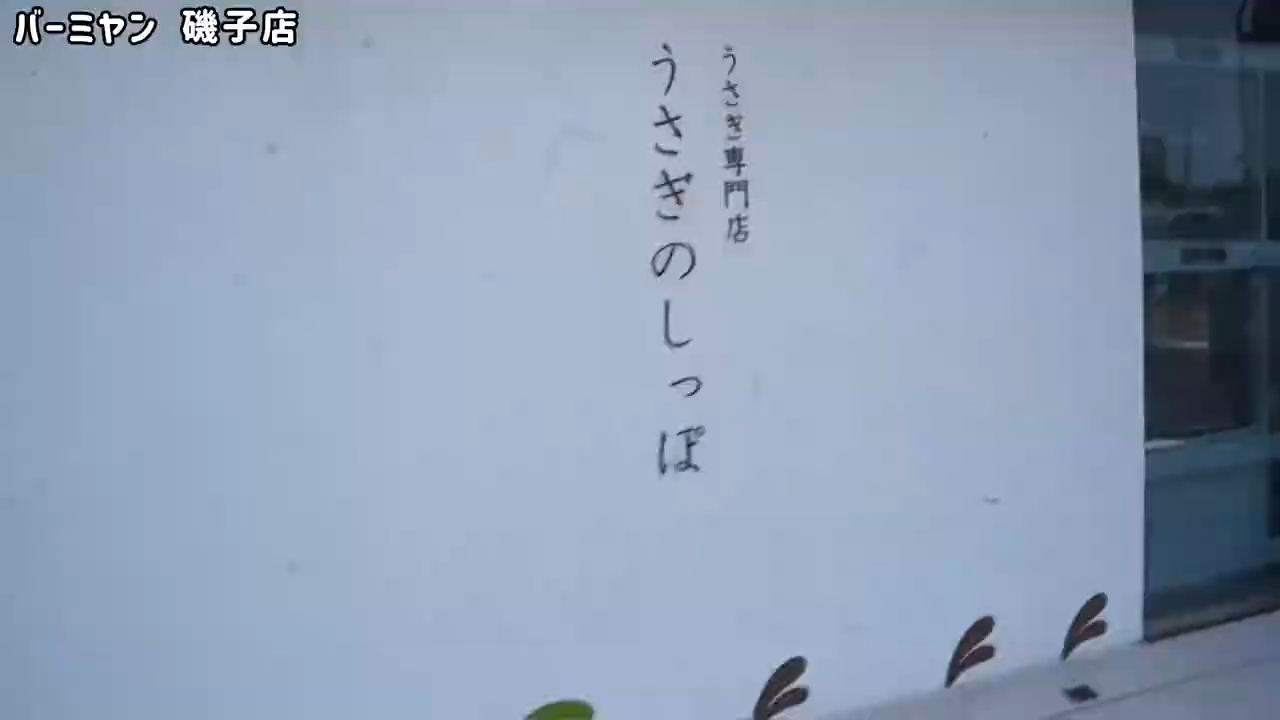 バーミヤン 磯子店
うさぎ専門店
うさぎのしっぽ